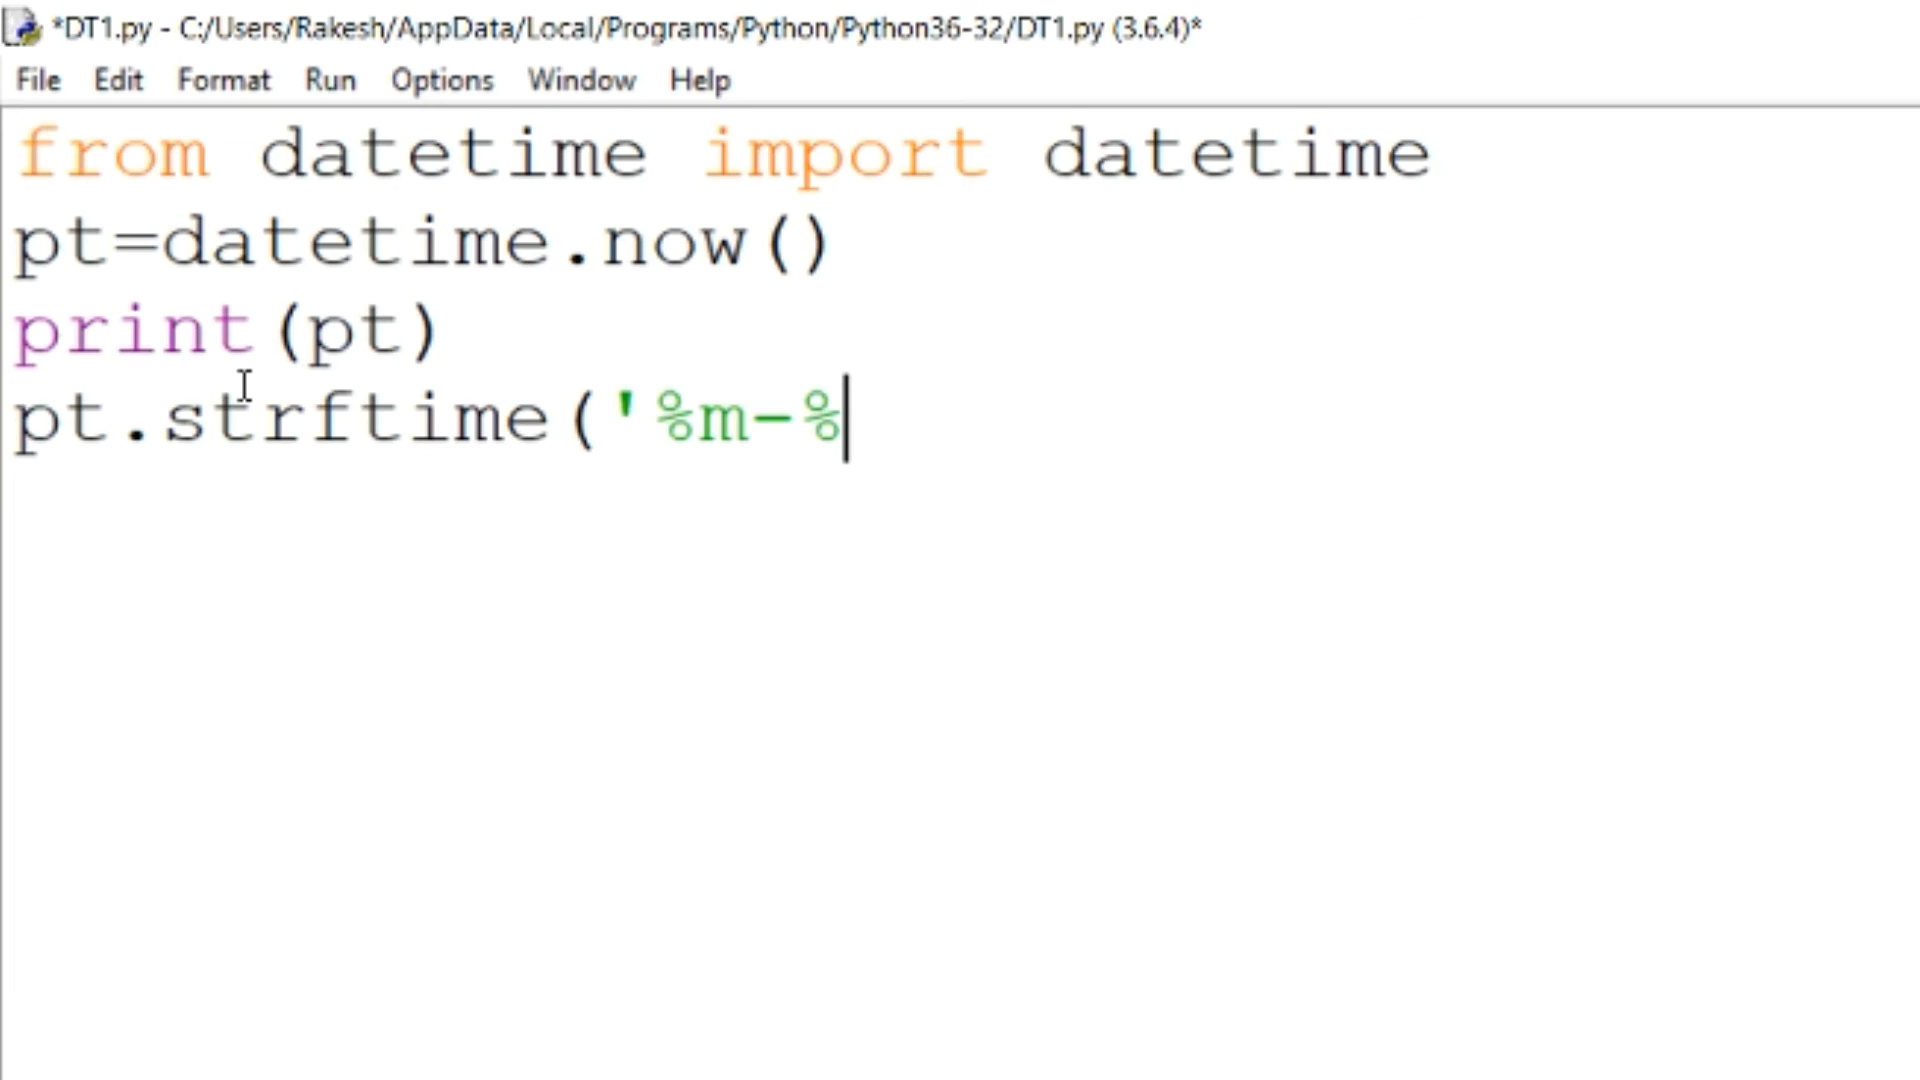 *DT1.py - C:/Users/Rakesh/AppData/Local/Programs/Python/Python36-32/DT1.py (3.6.4)*
File Edit Format Run Options Window Help
from datetime import datetime
pt=datetime.now()
print(pt)
pt.strftime('%m-%